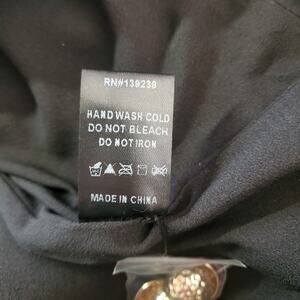 RN#139239
HAND WASH COLD
DO NOT BLEACH
DO NOT IRON
MADE IN CHINA